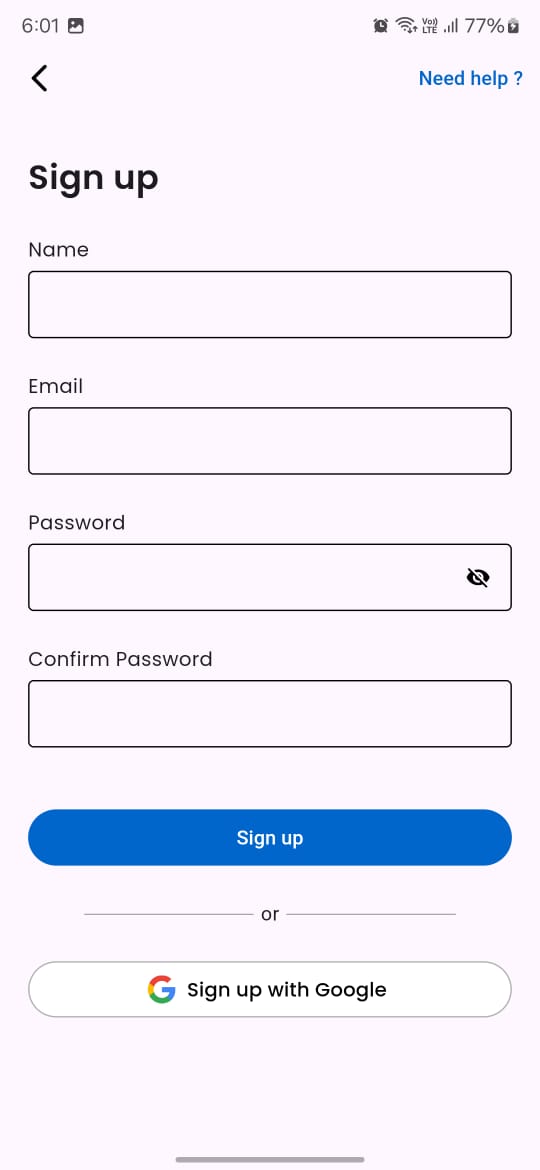 6:01 Vo)) LTE 77%
Need help ?
Sign up
Name
Email
Password
Confirm Password
Sign up
or
Sign up with Google